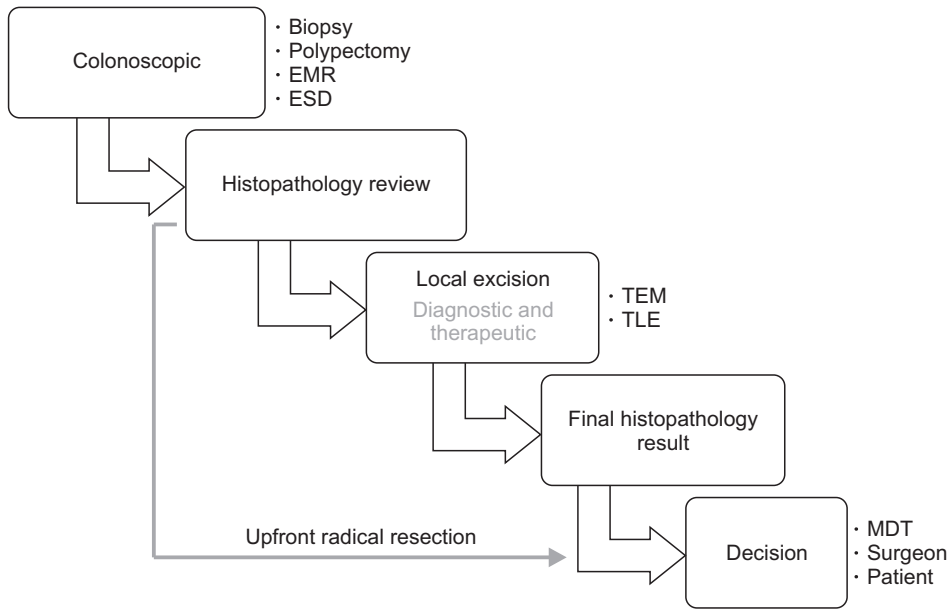 Colonoscopic
· Biopsy
· Polypectomy
· EMR
· ESD
Histopathology review
Local excision
Diagnostic and
therapeutic
· TEM
· TLE
Final histopathology
result
Upfront radical resection
Decision
· MDT
· Surgeon
· Patient